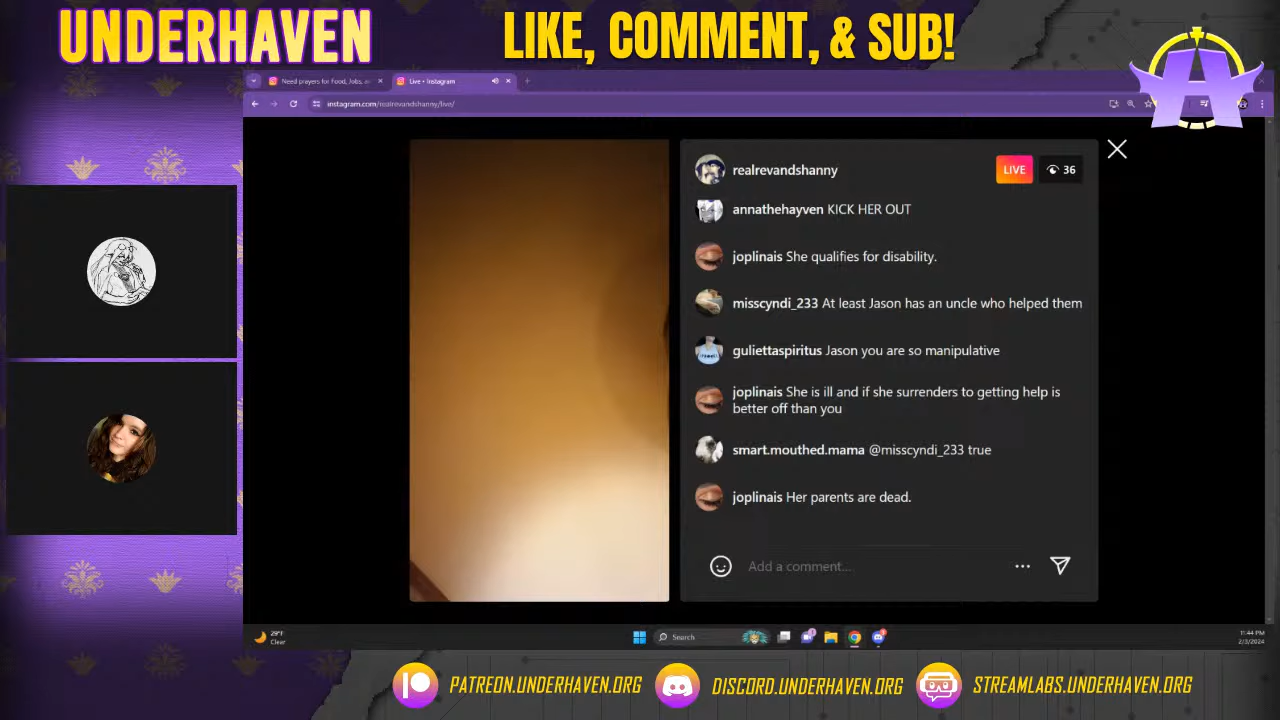 UNDERHAVEN
LIKE, COMMENT, & SUB!
Need prayers for Food, Jobs, a
Live • Instagram
instagram.com/realrevandshanny/live/
realrevandshanny
LIVE
36
annathehayven KICK HER OUT
joplinais She qualifies for disability.
misscyndi_233 At least Jason has an uncle who helped them
guliettaspiritus Jason you are so manipulative
joplinais She is ill and if she surrenders to getting help is
better off than you
smart.mouthed.mama @misscyndi_233 true
joplinais Her parents are dead.
Add a comment...
29°F
Clear
Search
11:44 PM
2/3/2024
PATREON.UNDERHAVEN.ORG
DISCORD.UNDERHAVEN.ORG
STREAMLABS.UNDERHAVEN.ORG